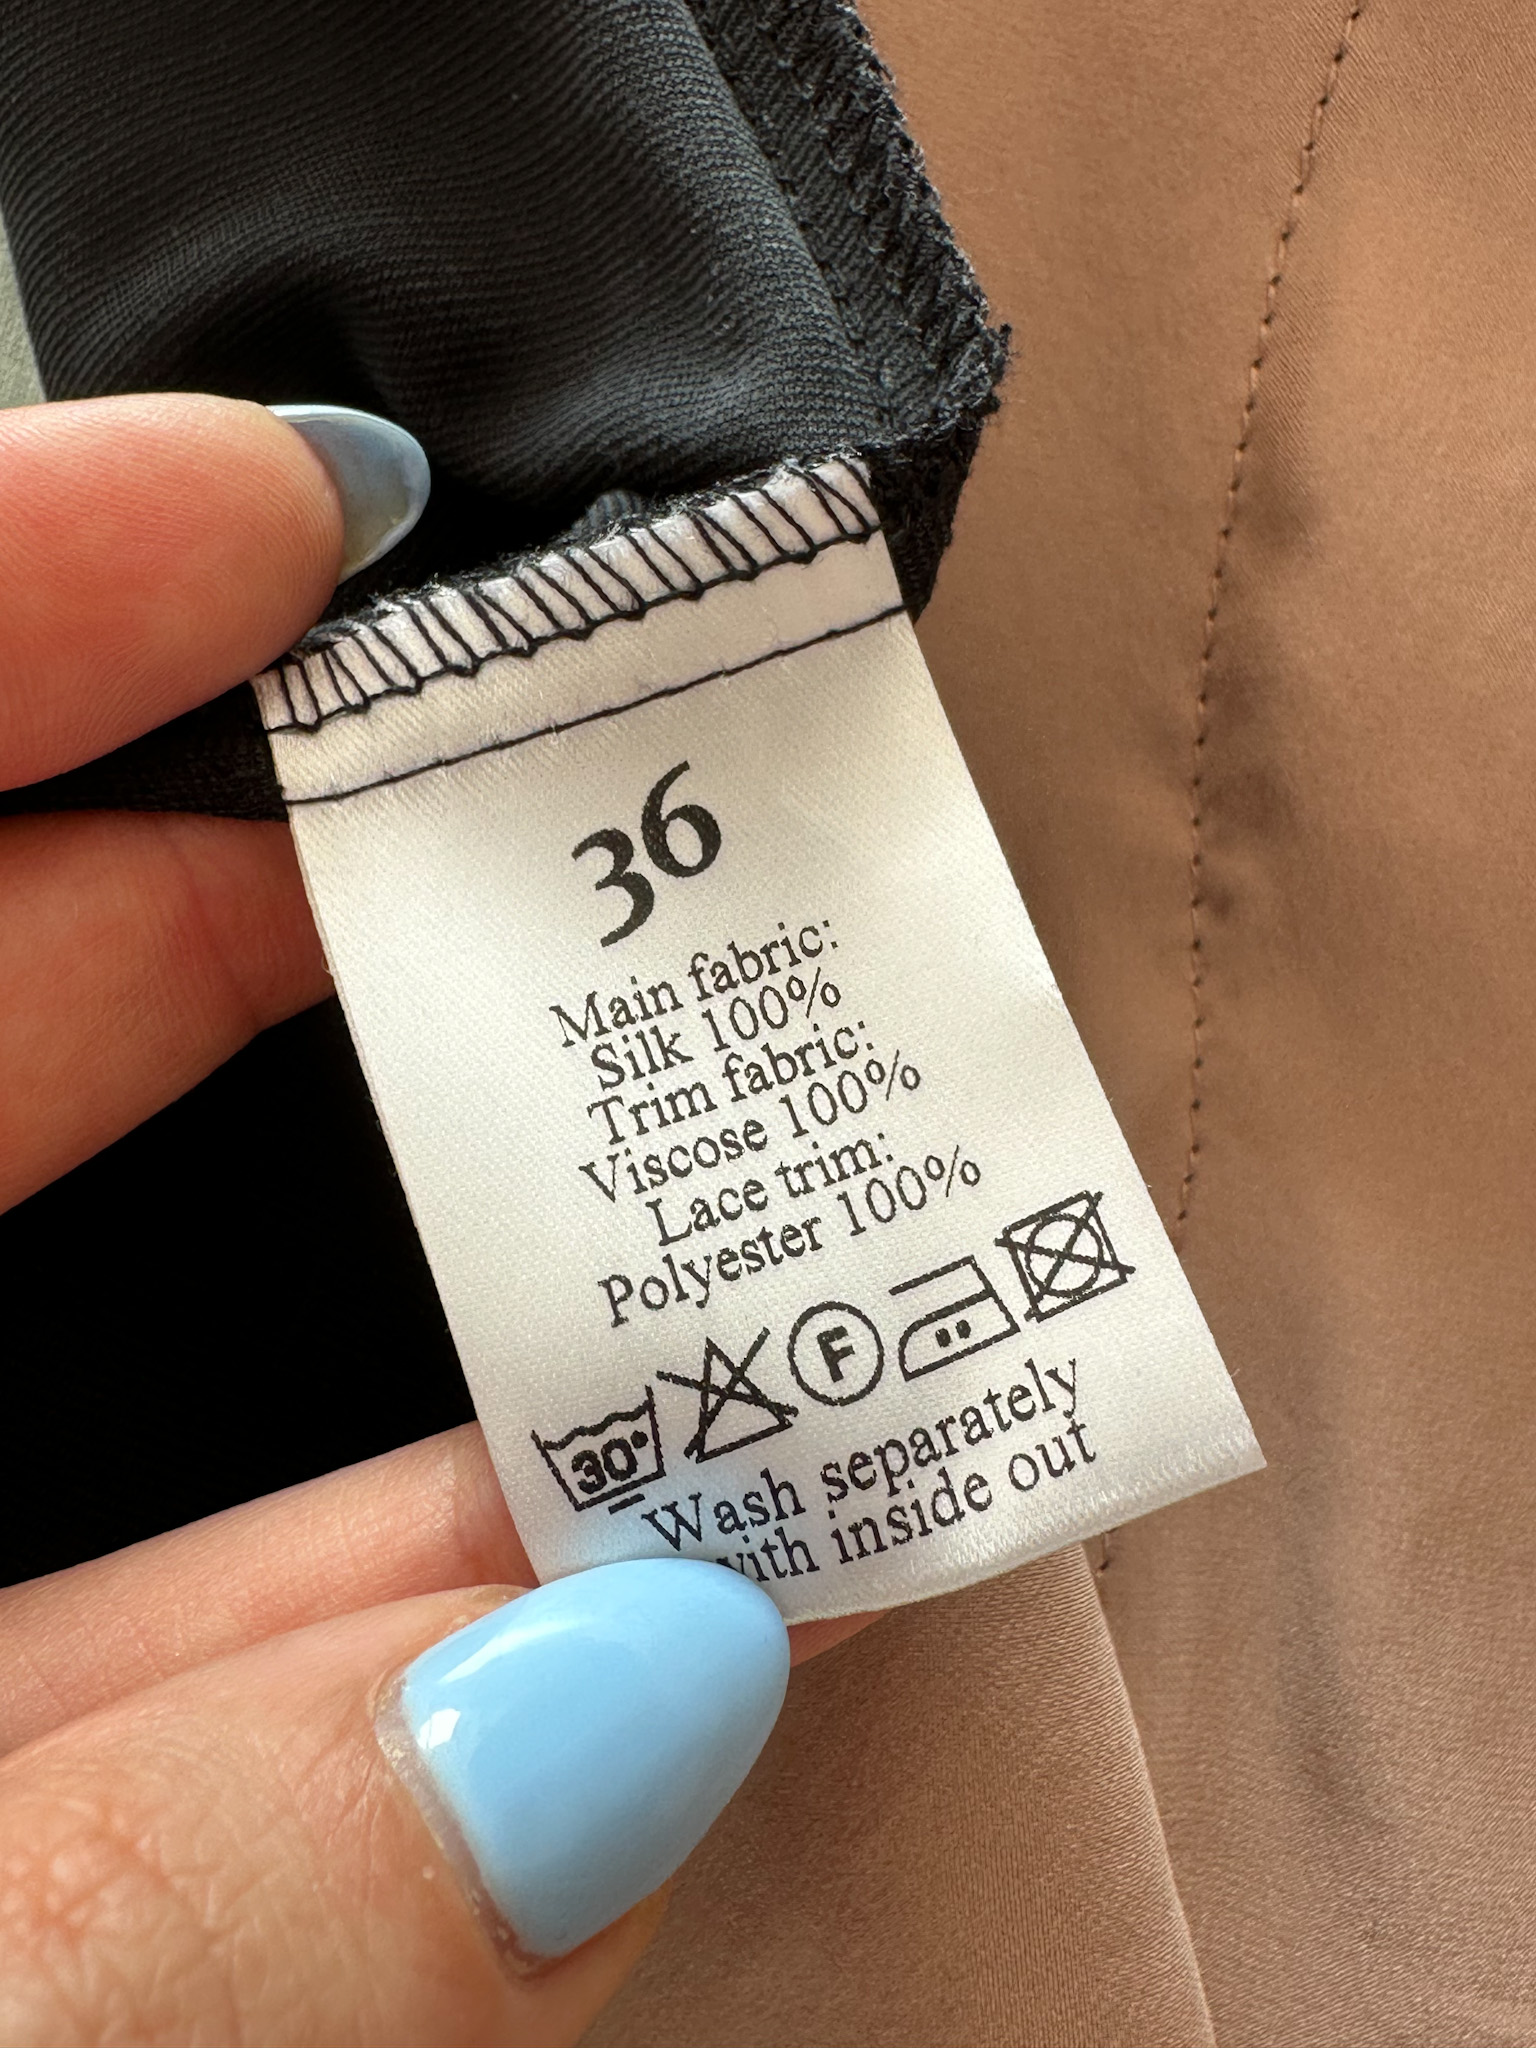 36
Main fabric:
Silk 100%
Trim fabric:
Viscose 100%
Lace trim:
Polyester 100%
30° F
Wash separately
with inside out